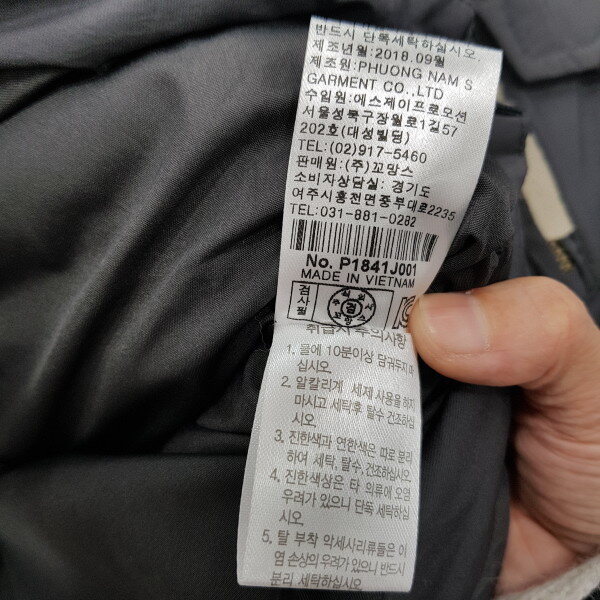 반드시 단독세탁하십시오.
제조년월:2018.09월
제조원:PHUONG NAM S
GARMENT CO.,LTD
수입원:에스제이프로모션
서울성북구장월로1길57
202호(대성빌딩)
TEL:(02)917-5460
판매원:(주)꼬망스
소비자상담실: 경기도
여주시흥천면중부대로2235
TEL:031-881-0282
No. P1841J001
MADE IN VIETNAM
검사필
검
취급시 주의사항
1. 물에 10분이상 담궈두지마
십시오.
2. 알칼리계 세제 사용을 하지
마시고 세탁후 탈수 건조하십
시오.
3. 진한색과 연한색은 따로 분리
하여 세탁, 탈수,건조하십시오.
4. 진한색상은 타 의류에 오염
우려가 있으니 단독 세탁하십
시오.
5. 탈 부착 악세사리류들은 이
염 손상의 우려가 있으니 반드시
분리 세탁하십시오.